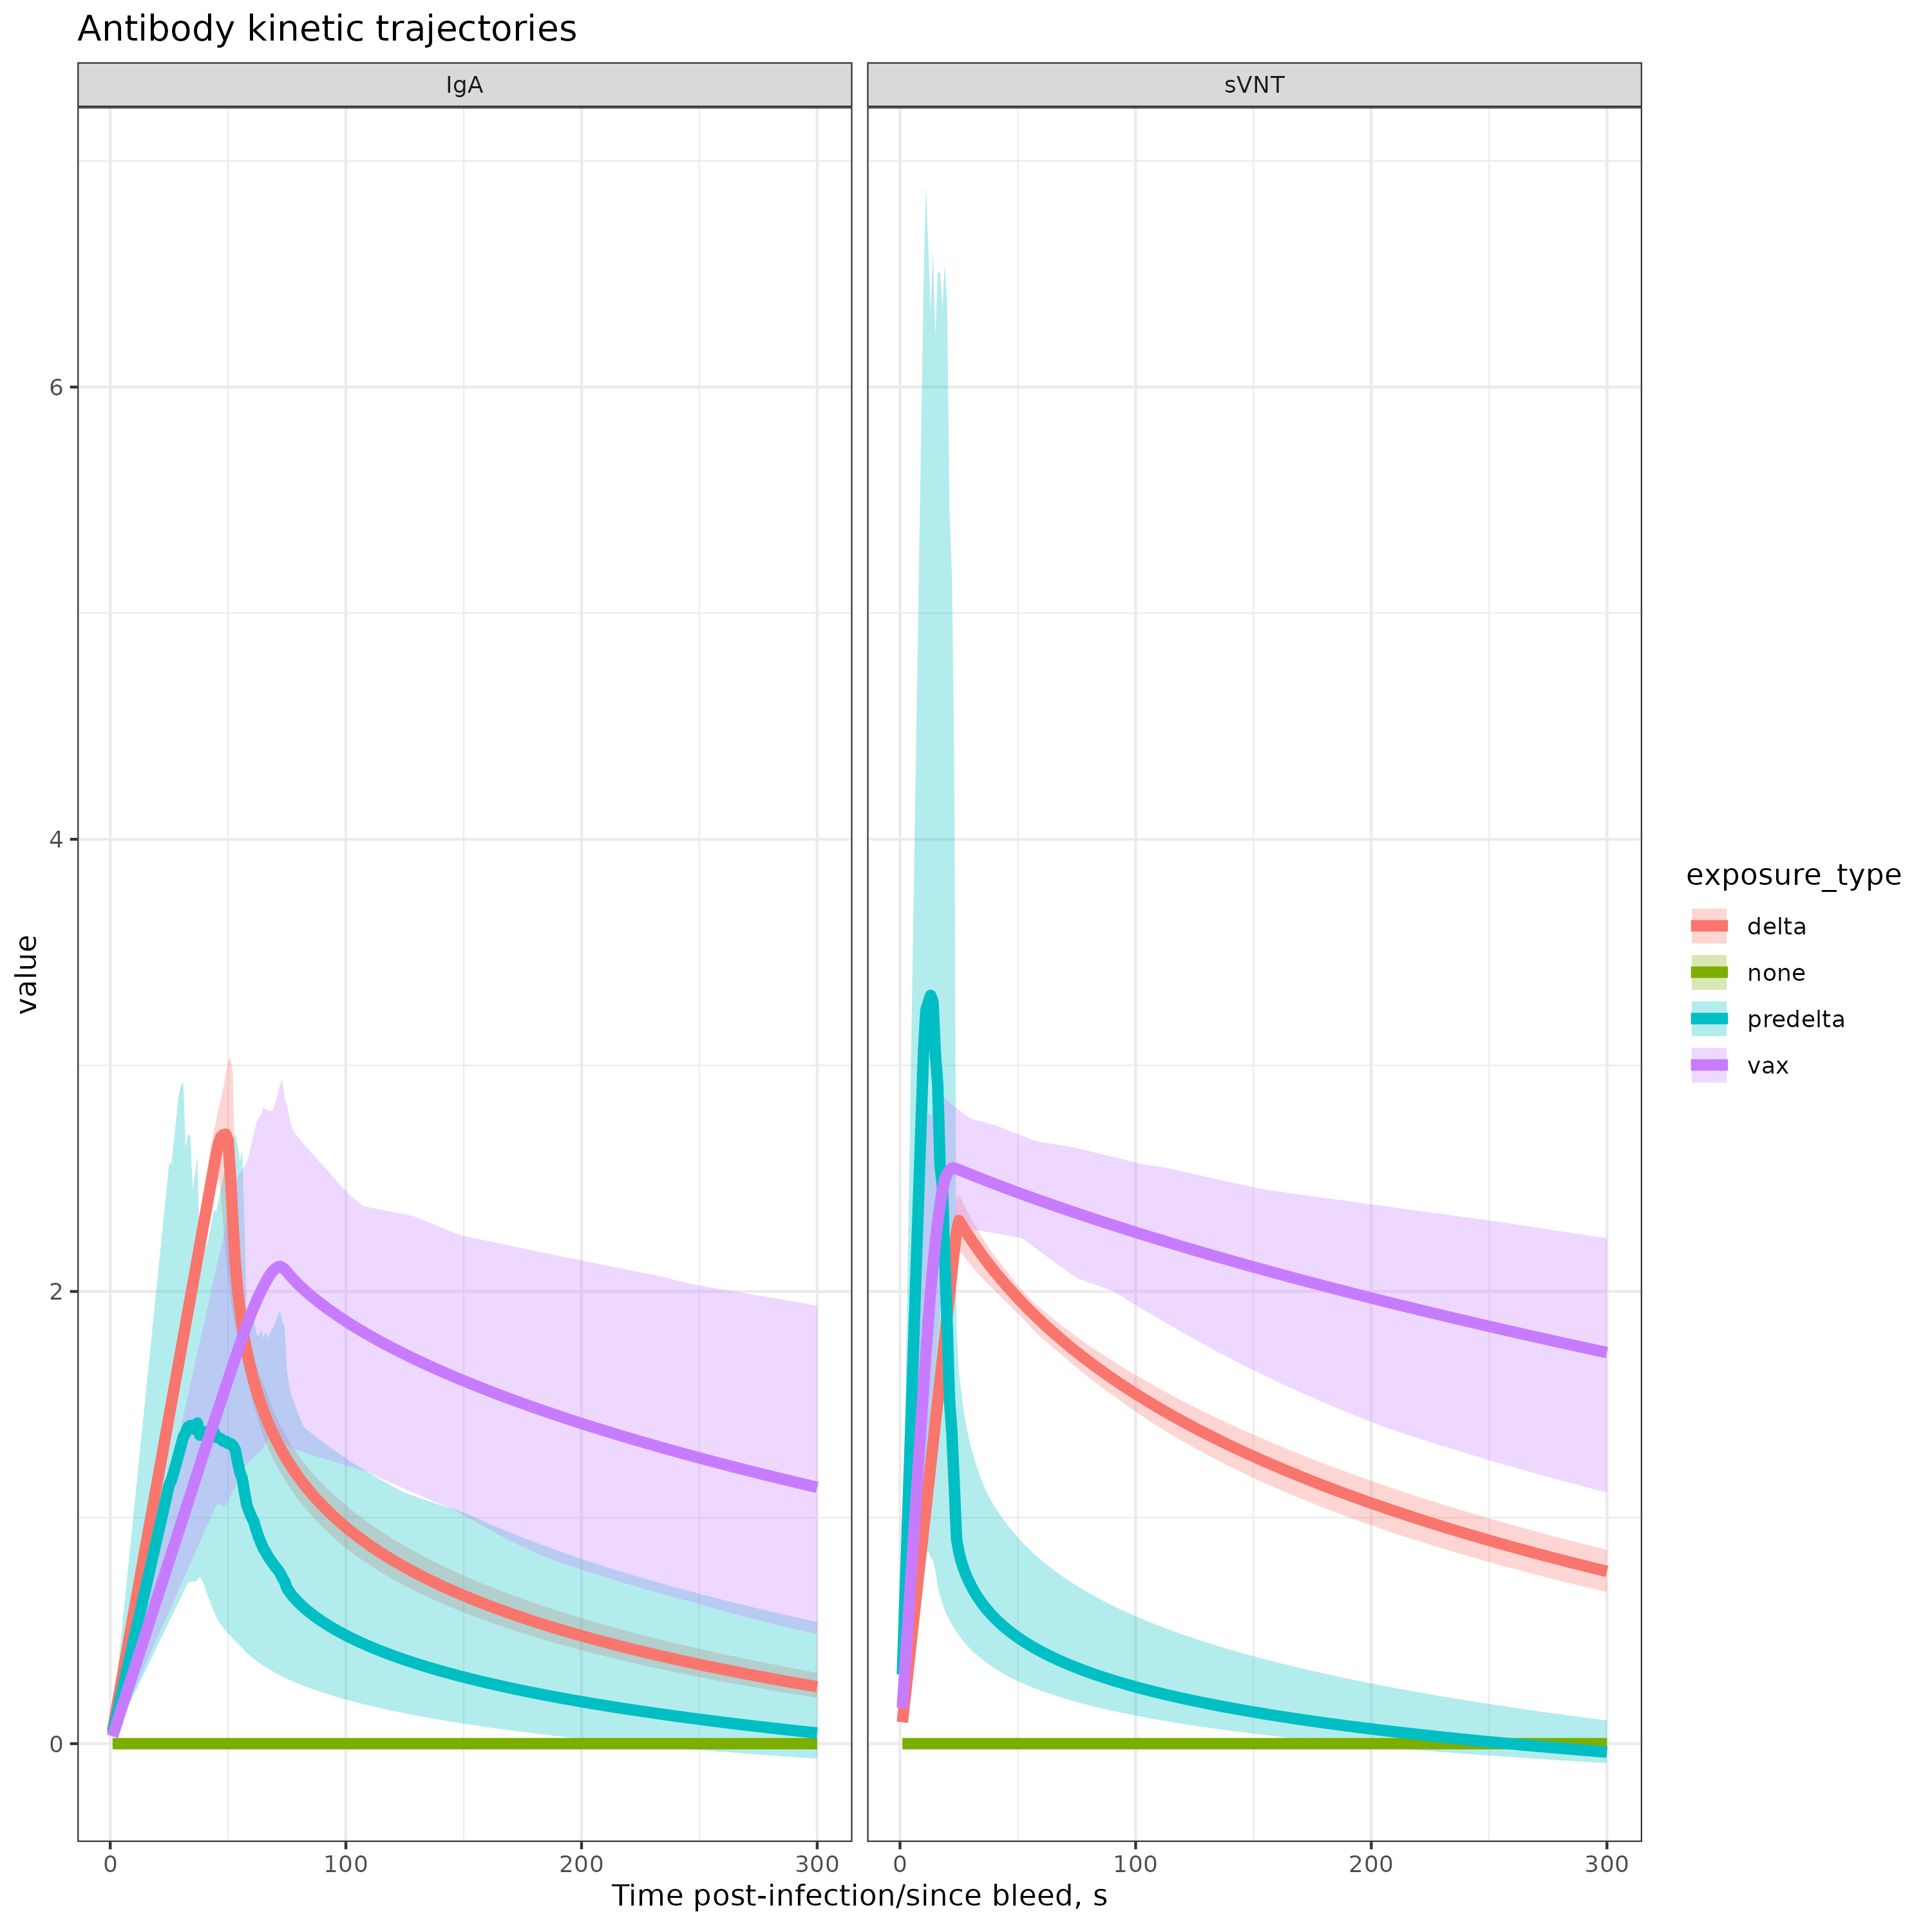 Antibody kinetic trajectories
IgA
sVNT
value
6
4
2
0
0 100 200 300
0 100 200 300
Time post-infection/since bleed, s
exposure_type
delta
none
predelta
vax